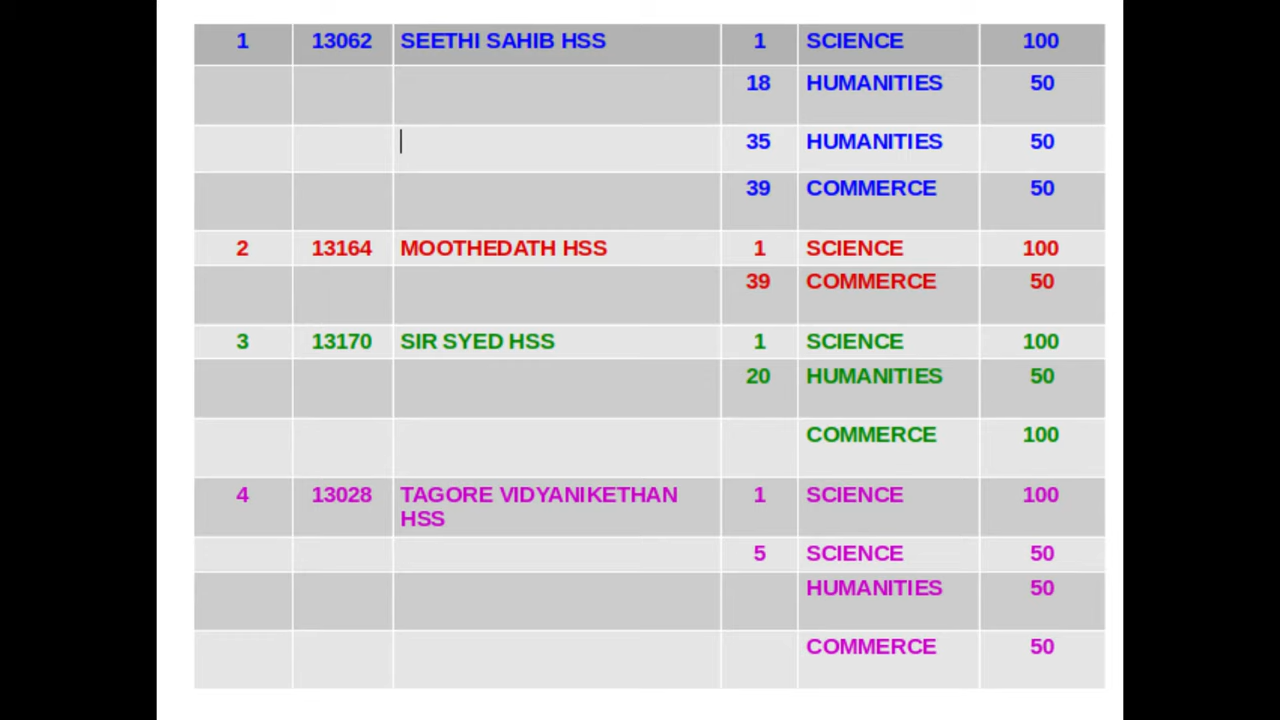 1 13062 SEETHI SAHIB HSS 1 SCIENCE 100
18 HUMANITIES 50
35 HUMANITIES 50
39 COMMERCE 50
2 13164 MOOTHEDATH HSS 1 SCIENCE 100
39 COMMERCE 50
3 13170 SIR SYED HSS 1 SCIENCE 100
20 HUMANITIES 50
COMMERCE 100
4 13028 TAGORE VIDYANIKETHAN 1 SCIENCE 100
HSS
5 SCIENCE 50
HUMANITIES 50
COMMERCE 50